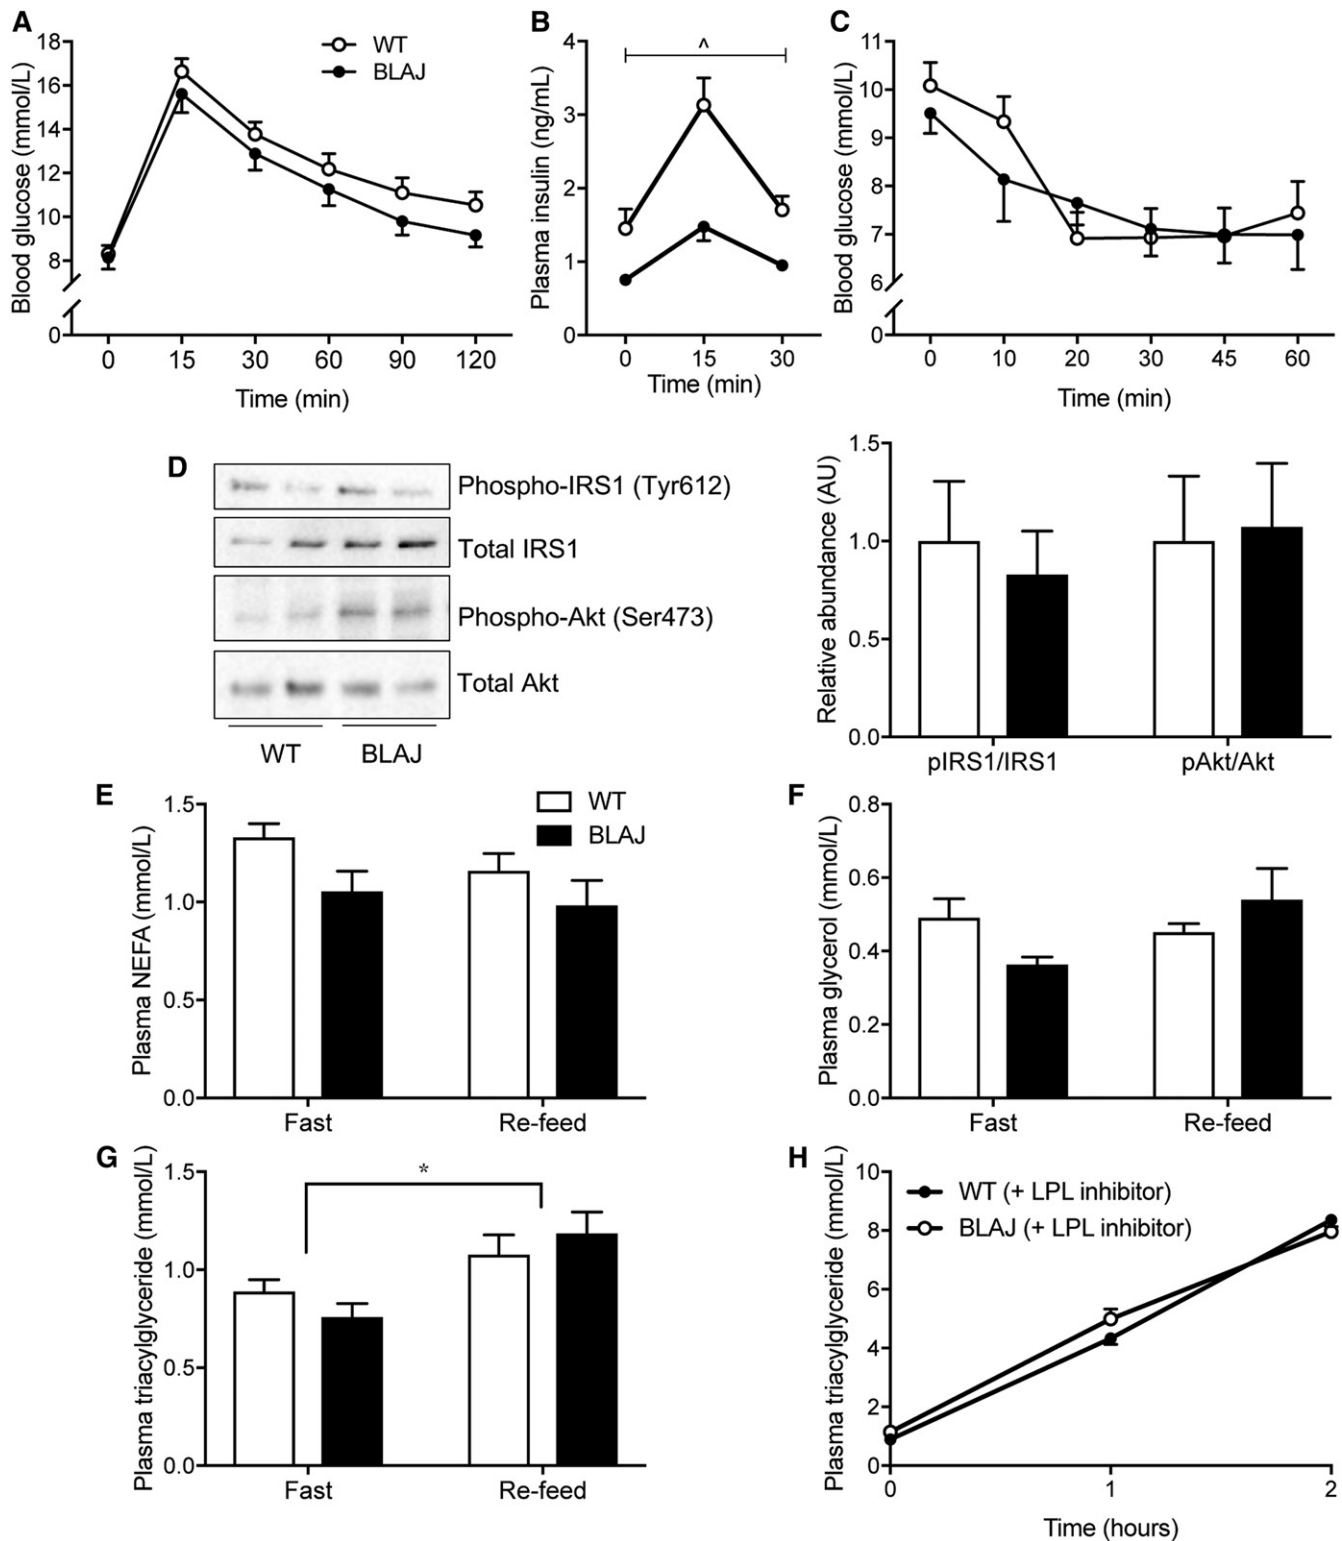 A
Blood glucose (mmol/L)
18
16
14
12
10
8
0
WT
BLAJ
0 15 30 60 90 120
Time (min)
B
Plasma insulin (ng/mL)
4
3
2
1
0
^
0 15 30
Time (min)
C
Blood glucose (mmol/L)
11
10
9
8
7
6
0
0 10 20 30 45 60
Time (min)
D
Phospho-IRS1 (Tyr612)
Total IRS1
Phospho-Akt (Ser473)
Total Akt
WT BLAJ
Relative abundance (AU)
1.5
1.0
0.5
0.0
pIRS1/IRS1 pAkt/Akt
E
Plasma NEFA (mmol/L)
1.5
1.0
0.5
0.0
WT
BLAJ
Fast Re-feed
F
Plasma glycerol (mmol/L)
0.8
0.6
0.4
0.2
0.0
Fast Re-feed
G
Plasma triacylglyceride (mmol/L)
1.5
1.0
0.5
0.0
*
Fast Re-feed
H
Plasma triacylglyceride (mmol/L)
10
8
6
4
2
0
WT (+ LPL inhibitor)
BLAJ (+ LPL inhibitor)
0 1 2
Time (hours)